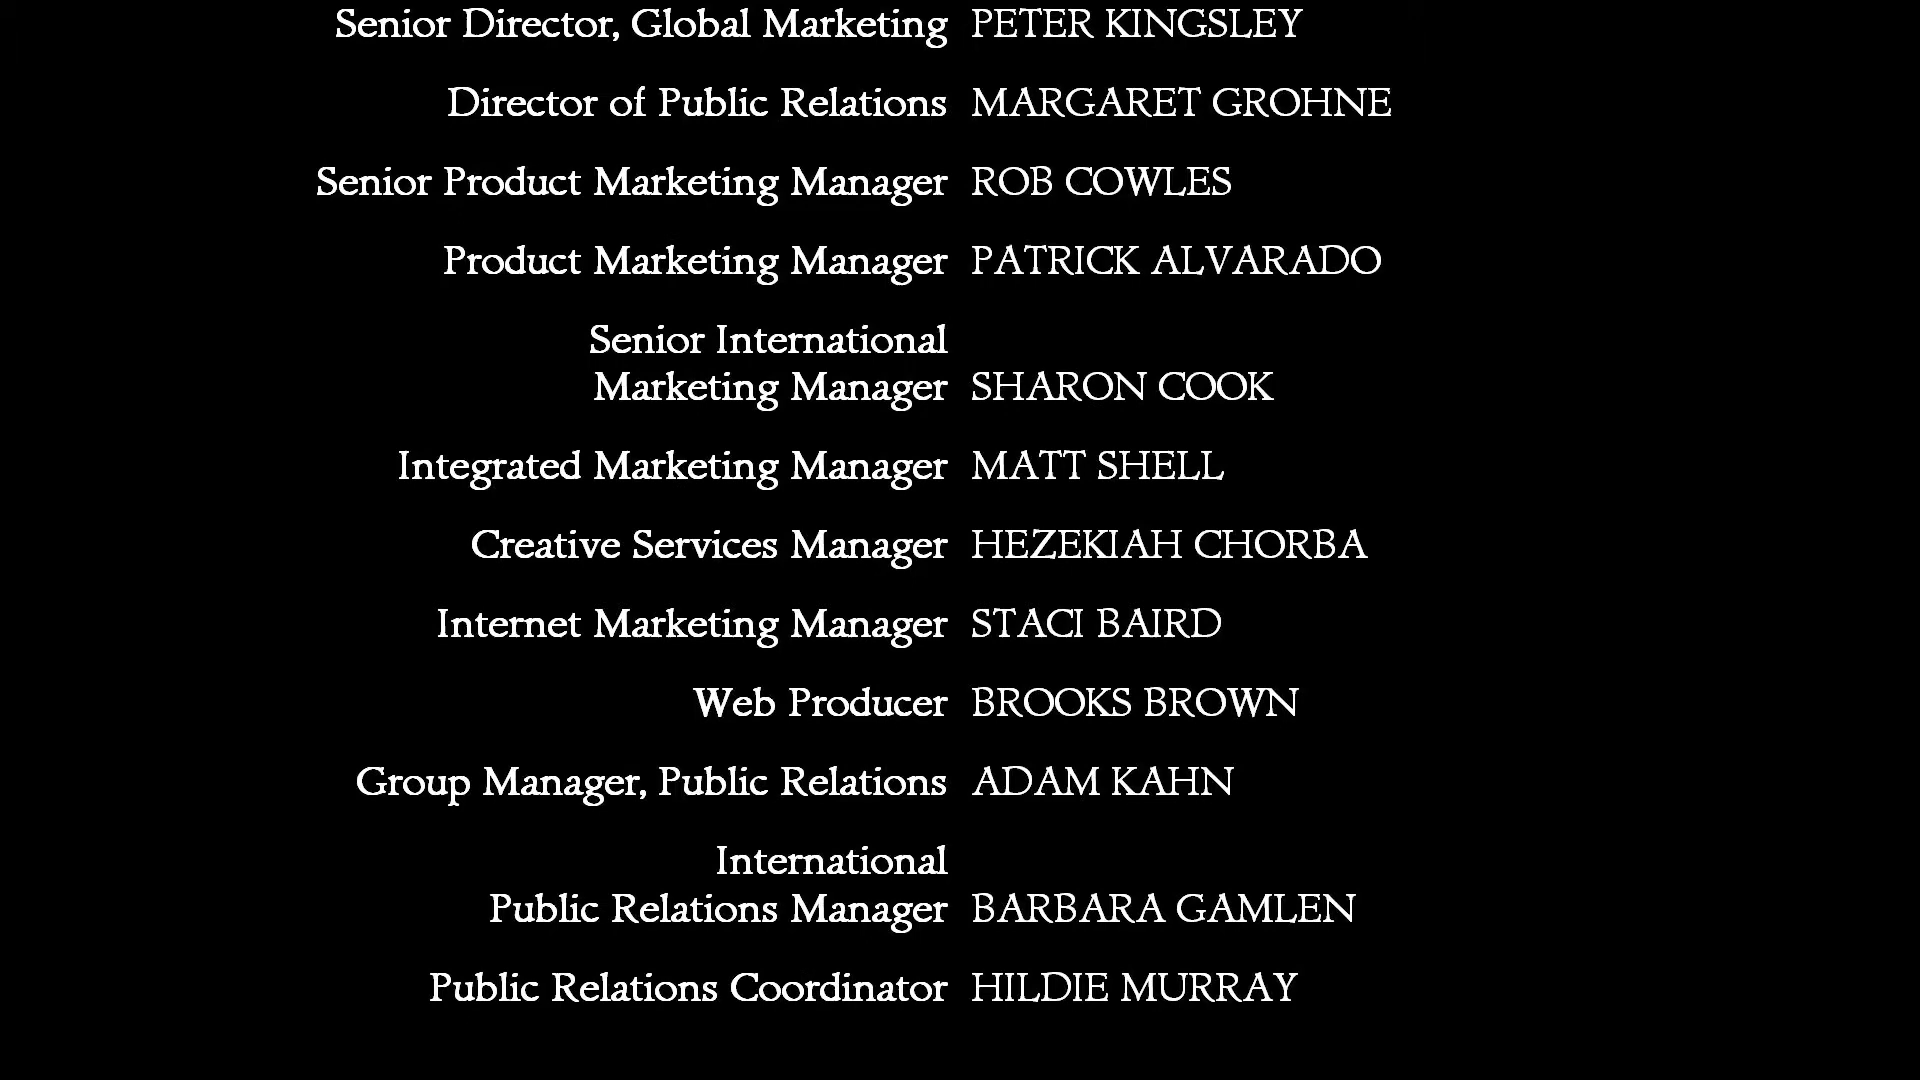 Senior Director, Global Marketing PETER KINGSLEY
Director of Public Relations MARGARET GROHNE
Senior Product Marketing Manager ROB COWLES
Product Marketing Manager PATRICK ALVARADO
Senior International
Marketing Manager SHARON COOK
Integrated Marketing Manager MATT SHELL
Creative Services Manager HEZEKIAH CHORBA
Internet Marketing Manager STACI BAIRD
Web Producer BROOKS BROWN
Group Manager, Public Relations ADAM KAHN
International
Public Relations Manager BARBARA GAMLEN
Public Relations Coordinator HILDIE MURRAY